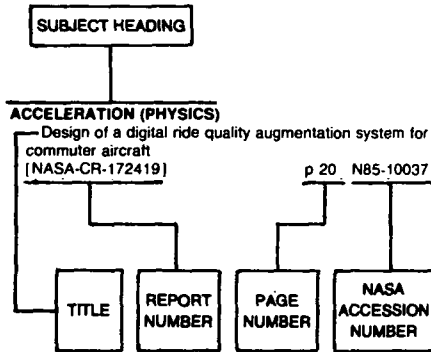 SUBJECT HEADING
ACCELERATION (PHYSICS)
Design of a digital ride quality augmentation system for
commuter aircraft
[NASA-CR-172419] p 20 N85-10037
TITLE
REPORT
NUMBER
PAGE
NUMBER
NASA
ACCESSION
NUMBER